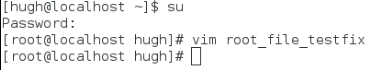 [hugh@localhost ~]$ su
Password:
[root@localhost hugh]# vim root_file_testfix
[root@localhost hugh]#